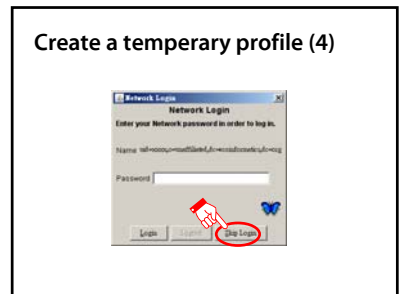 Create a temperary profile (4)
Network Login
Network Login
Enter your Network password in order to log in.
Name
Password
Login Logout Skip Login